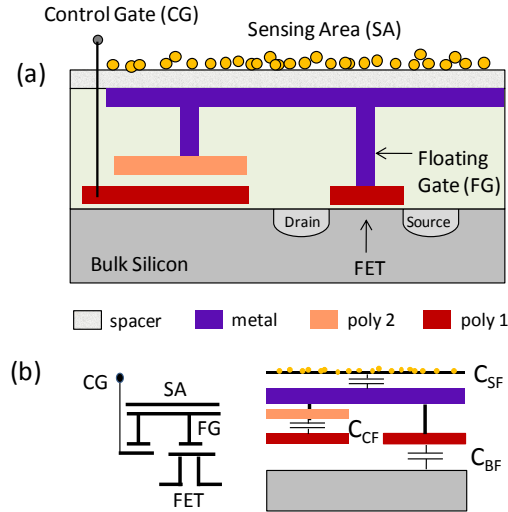 Control Gate (CG)
Sensing Area (SA)
(a)
Floating
Gate (FG)
Drain
Source
Bulk Silicon
FET
spacer
metal
poly 2
poly 1
(b)
CG
SA
FG
FET
CSF
CCF
CBF